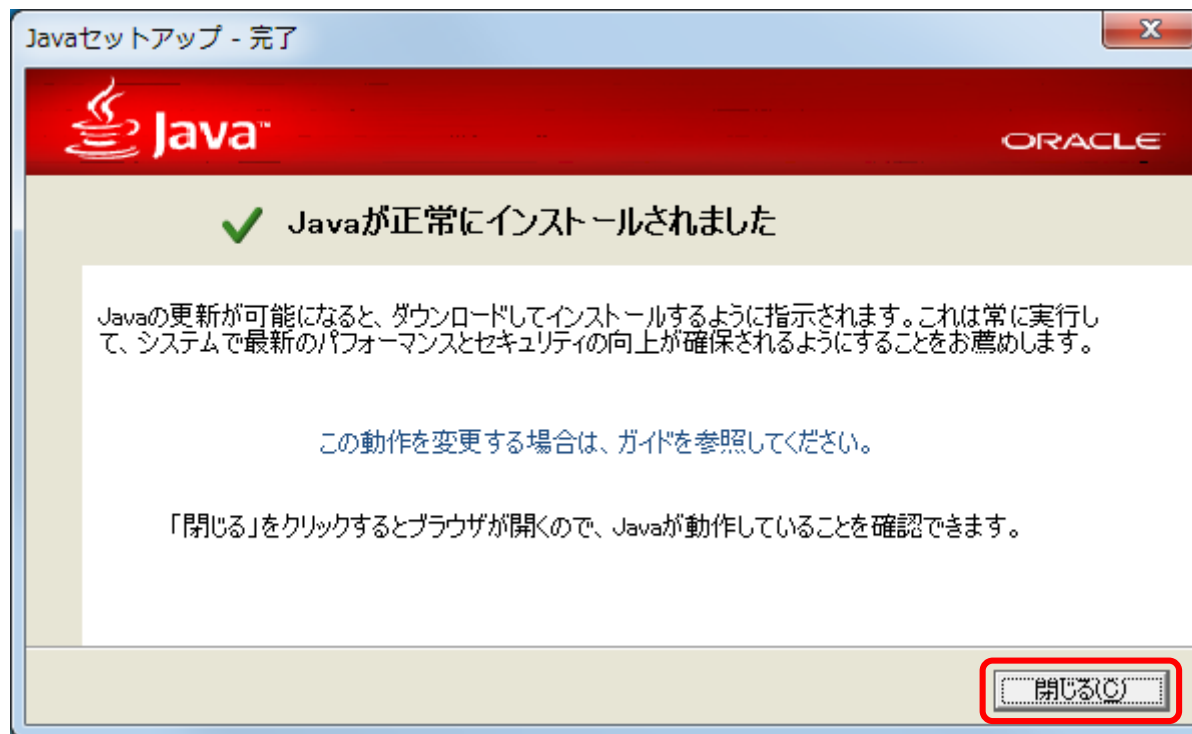 Javaセットアップ - 完了
Java™
ORACLE
Javaが正常にインストールされました
Javaの更新が可能になると、ダウンロードしてインストールするように指示されます。これは常に実行し
て、システムで最新のパフォーマンスとセキュリティの向上が確保されるようにすることをお薦めします。
この動作を変更する場合は、ガイドを参照してください。
「閉じる」をクリックするとブラウザが開くので、Javaが動作していることを確認できます。
閉じる(C)